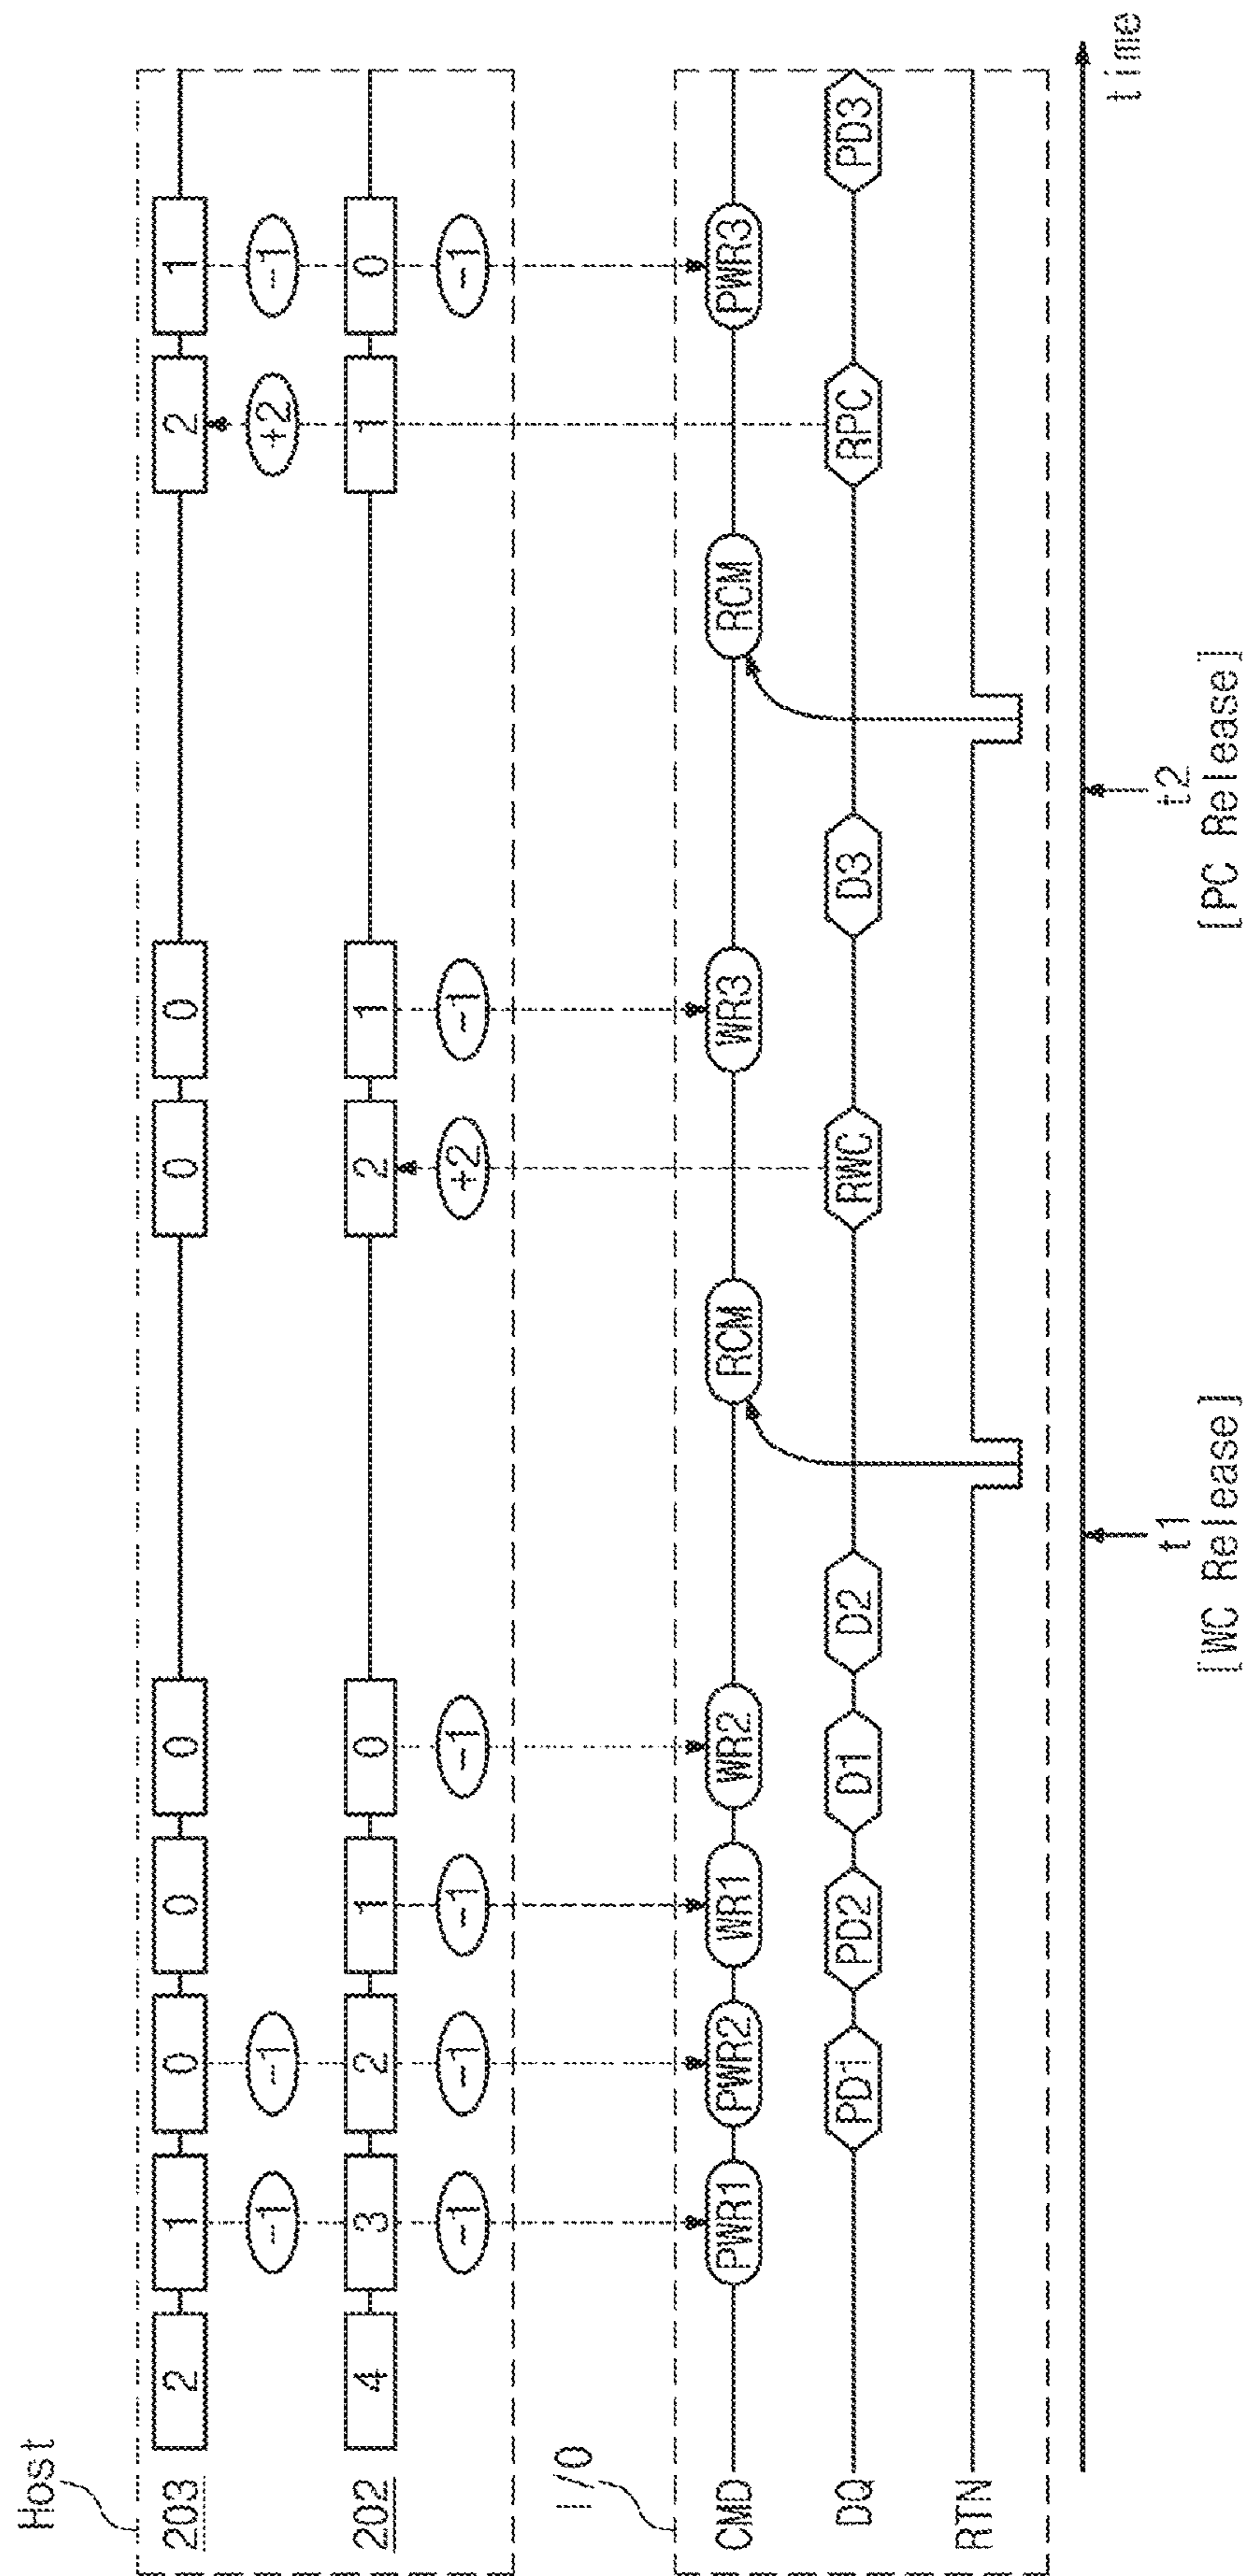 Host
203 2 1 0 0 0 0 0 2 1
-1 -1 +2 -1
202 4 3 2 1 0 2 1 1 0
-1 -1 -1 -1 +2 -1 -1
I/O
CMD PWR1 PWR2 WR1 WR2 RCM WR3 RCM PWR3
DQ PD1 PD2 D1 D2 RWC D3 RPC PD3
RTN
time
t1 t2
[WC Release] [PC Release]